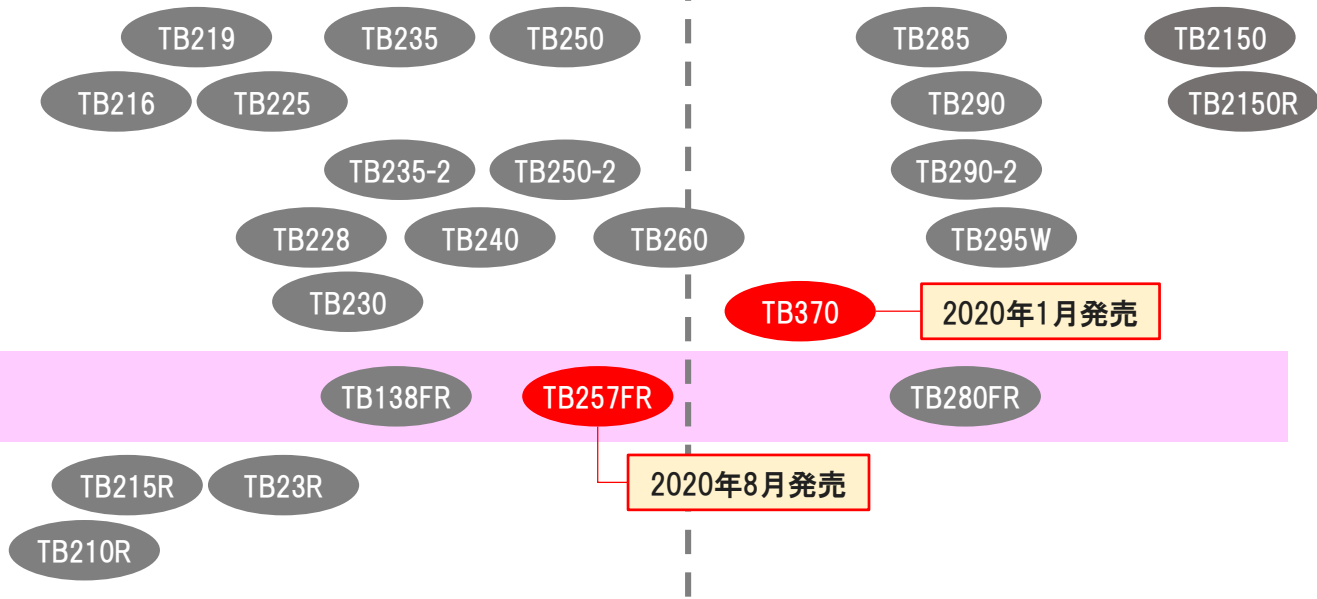 TB219
TB235
TB250
TB285
TB2150
TB216
TB225
TB290
TB2150R
TB235-2
TB250-2
TB290-2
TB228
TB240
TB260
TB295W
TB230
TB370
2020年1月発売
TB138FR
TB257FR
TB280FR
TB215R
TB23R
2020年8月発売
TB210R